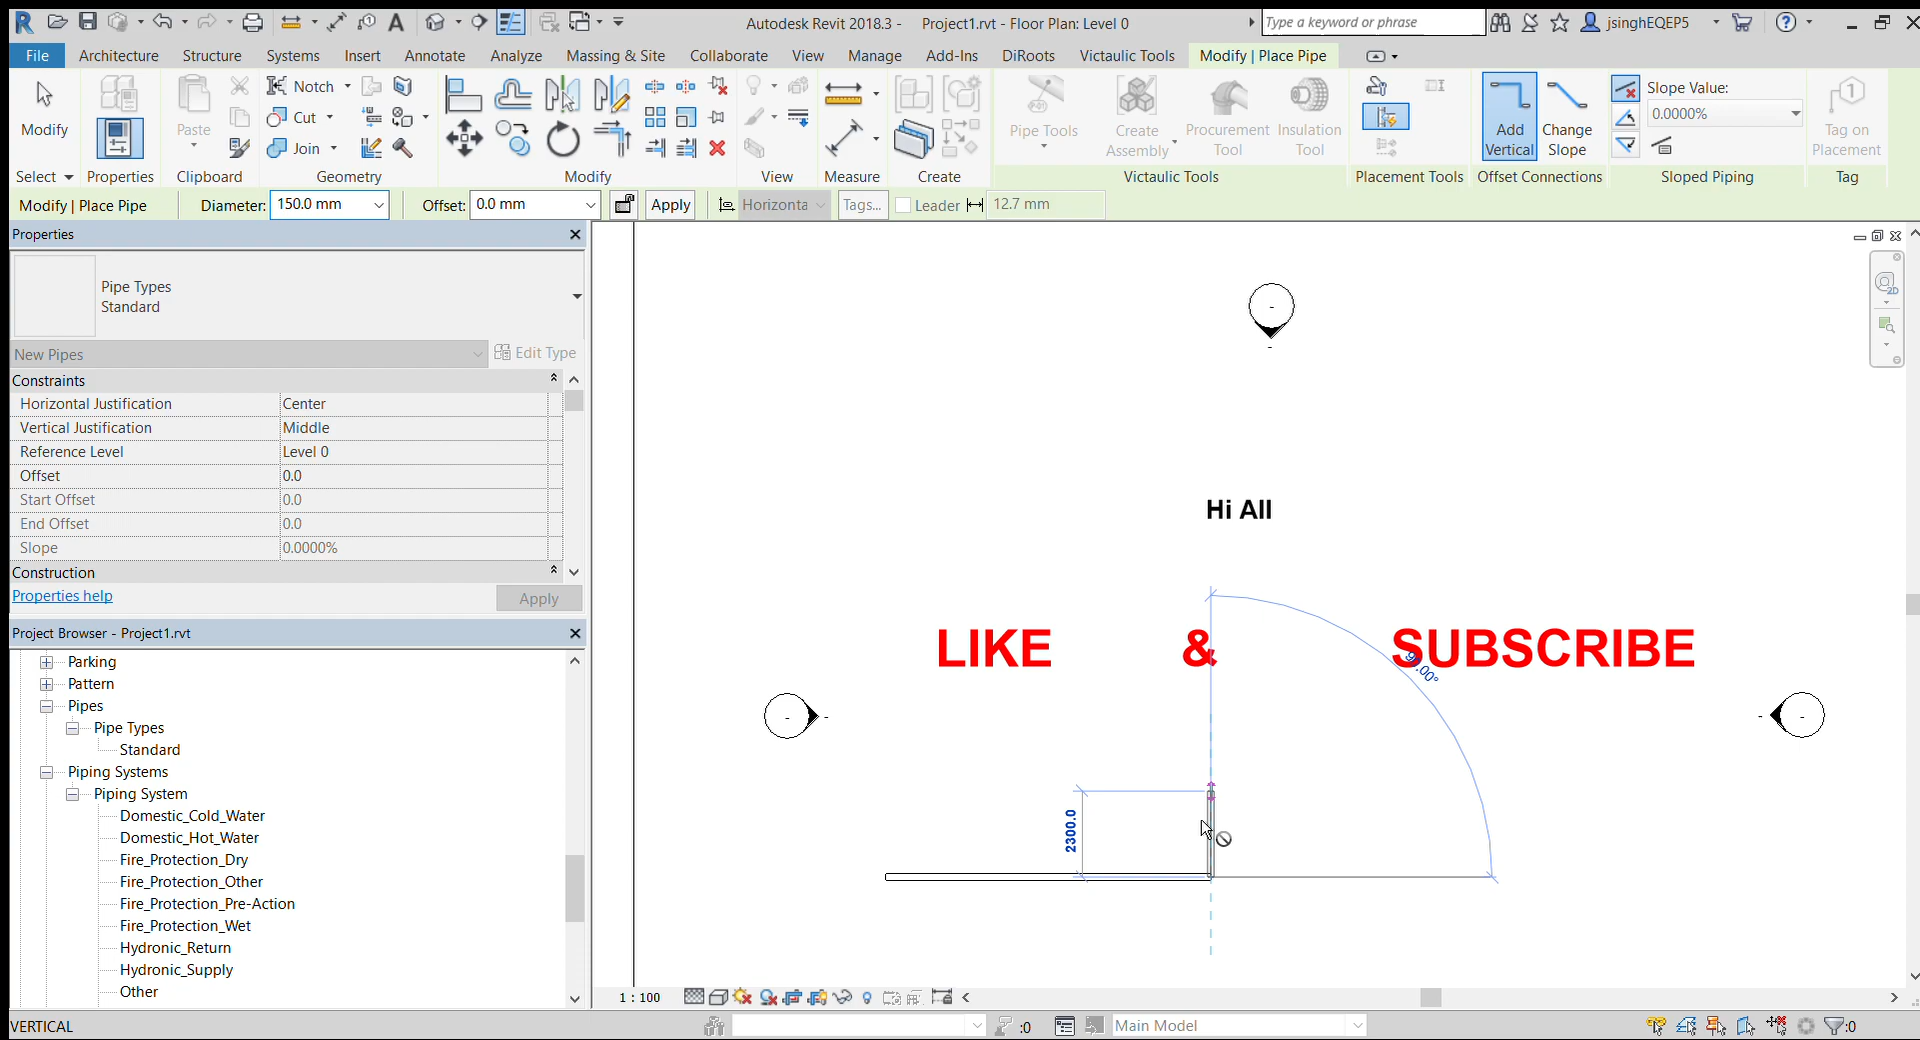 Autodesk Revit 2018.3 - Project1.rvt - Floor Plan: Level 0
Type a keyword or phrase
jsinghEQEP5
File Architecture Structure Systems Insert Annotate Analyze Massing & Site Collaborate View Manage Add-Ins DiRoots Victaulic Tools Modify | Place Pipe
Modify
Paste
Notch
Cut
Join
Pipe Tools
Create Assembly
Procurement Tool
Insulation Tool
Add Vertical
Change Slope
Slope Value:
0.0000%
Tag on Placement
Select Properties Clipboard Geometry Modify View Measure Create Victaulic Tools Placement Tools Offset Connections Sloped Piping Tag
Modify | Place Pipe Diameter: 150.0 mm Offset: 0.0 mm Apply Horizonta Tags... Leader 12.7 mm
Properties
Pipe Types
Standard
New Pipes Edit Type
Constraints
Horizontal Justification Center
Vertical Justification Middle
Reference Level Level 0
Offset 0.0
Start Offset 0.0
End Offset 0.0
Slope 0.0000%
Construction
Properties help Apply
Project Browser - Project1.rvt
Parking
Pattern
Pipes
Pipe Types
Standard
Piping Systems
Piping System
Domestic_Cold_Water
Domestic_Hot_Water
Fire_Protection_Dry
Fire_Protection_Other
Fire_Protection_Pre-Action
Fire_Protection_Wet
Hydronic_Return
Hydronic_Supply
Other
2D
Hi All
LIKE & SUBSCRIBE
2300.0
1 : 100
VERTICAL
:0
Main Model
:0